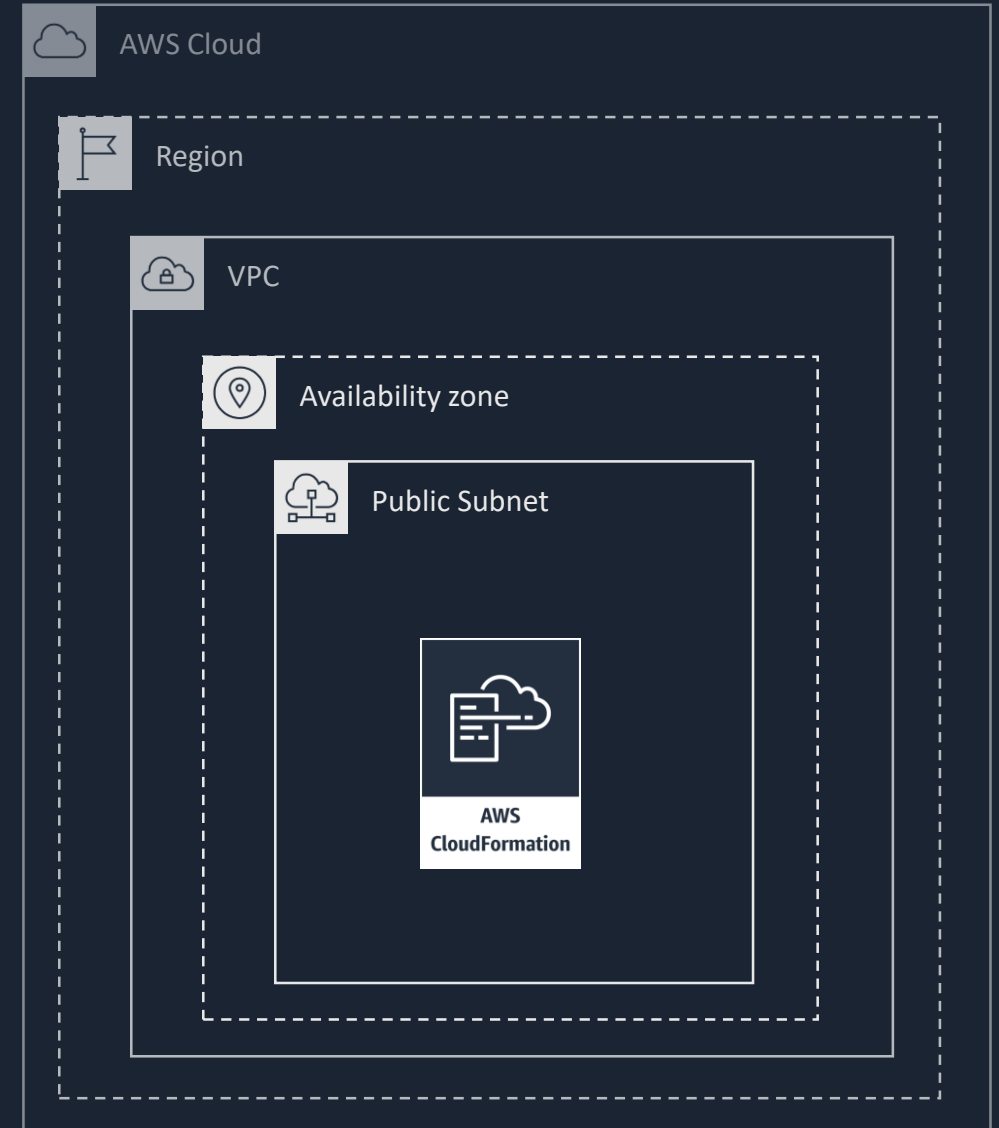 AWS Cloud
Region
VPC
Availability zone
Public Subnet
AWS
CloudFormation